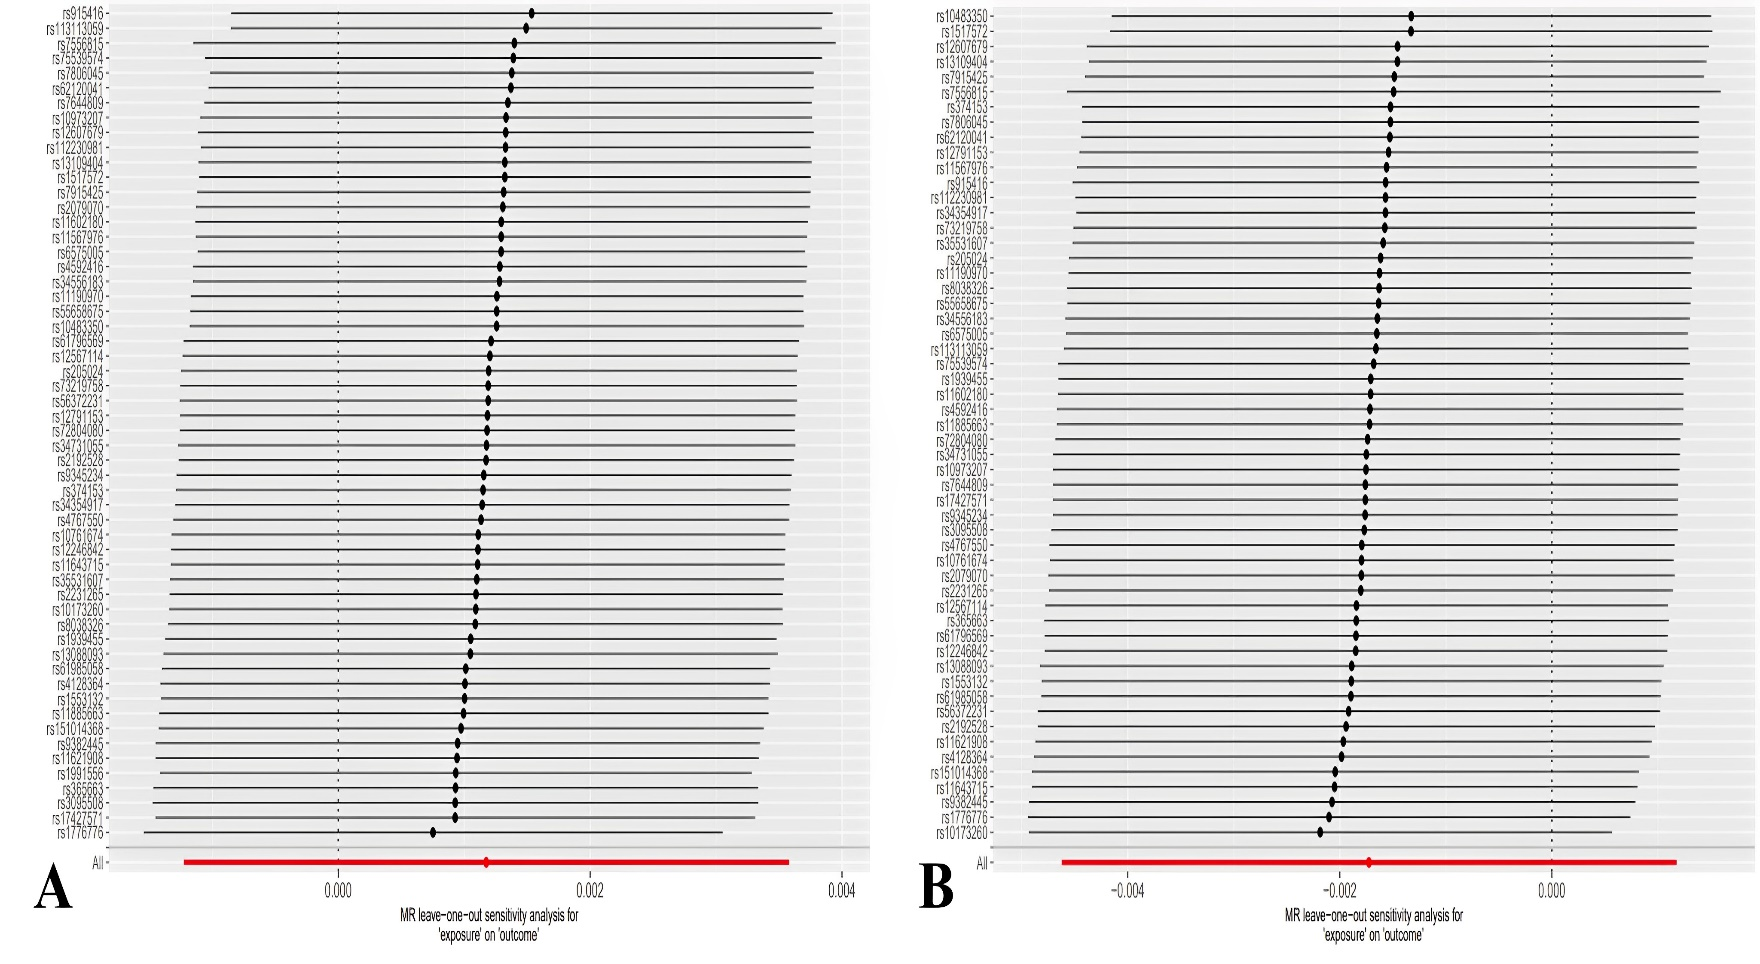 rs915416
rs113113059
rs7556815
rs75539574
rs7806045
rs62120041
rs7644809
rs10973207
rs12607679
rs112230981
rs13109404
rs1517572
rs7915425
rs2079070
rs11602180
rs11567976
rs6575005
rs4592416
rs34556183
rs11190970
rs55658675
rs10483350
rs61796569
rs12567114
rs205024
rs73219758
rs56372231
rs12791153
rs72804080
rs34731055
rs2192528
rs9345234
rs374153
rs34354917
rs4767550
rs10761674
rs12246842
rs11643715
rs35531607
rs2231265
rs10173260
rs8038326
rs1939455
rs13088093
rs61985058
rs4128364
rs1553132
rs11885663
rs151014368
rs9382445
rs11621908
rs1991556
rs365663
rs3095508
rs17427571
rs1776776
All
0.000 0.002 0.004
MR leave−one−out sensitivity analysis for
'exposure' on 'outcome'
A
rs10483350
rs1517572
rs12607679
rs13109404
rs7915425
rs7556815
rs374153
rs7806045
rs62120041
rs12791153
rs11567976
rs915416
rs112230981
rs34354917
rs73219758
rs35531607
rs205024
rs11190970
rs8038326
rs55658675
rs34556183
rs6575005
rs113113059
rs75539574
rs1939455
rs11602180
rs4592416
rs11885663
rs72804080
rs34731055
rs10973207
rs7644809
rs17427571
rs9345234
rs3095508
rs4767550
rs10761674
rs2079070
rs2231265
rs12567114
rs365663
rs61796569
rs12246842
rs13088093
rs1553132
rs61985058
rs56372231
rs2192528
rs11621908
rs4128364
rs151014368
rs11643715
rs9382445
rs1776776
rs10173260
All
−0.004 −0.002 0.000
MR leave−one−out sensitivity analysis for
'exposure' on 'outcome'
B